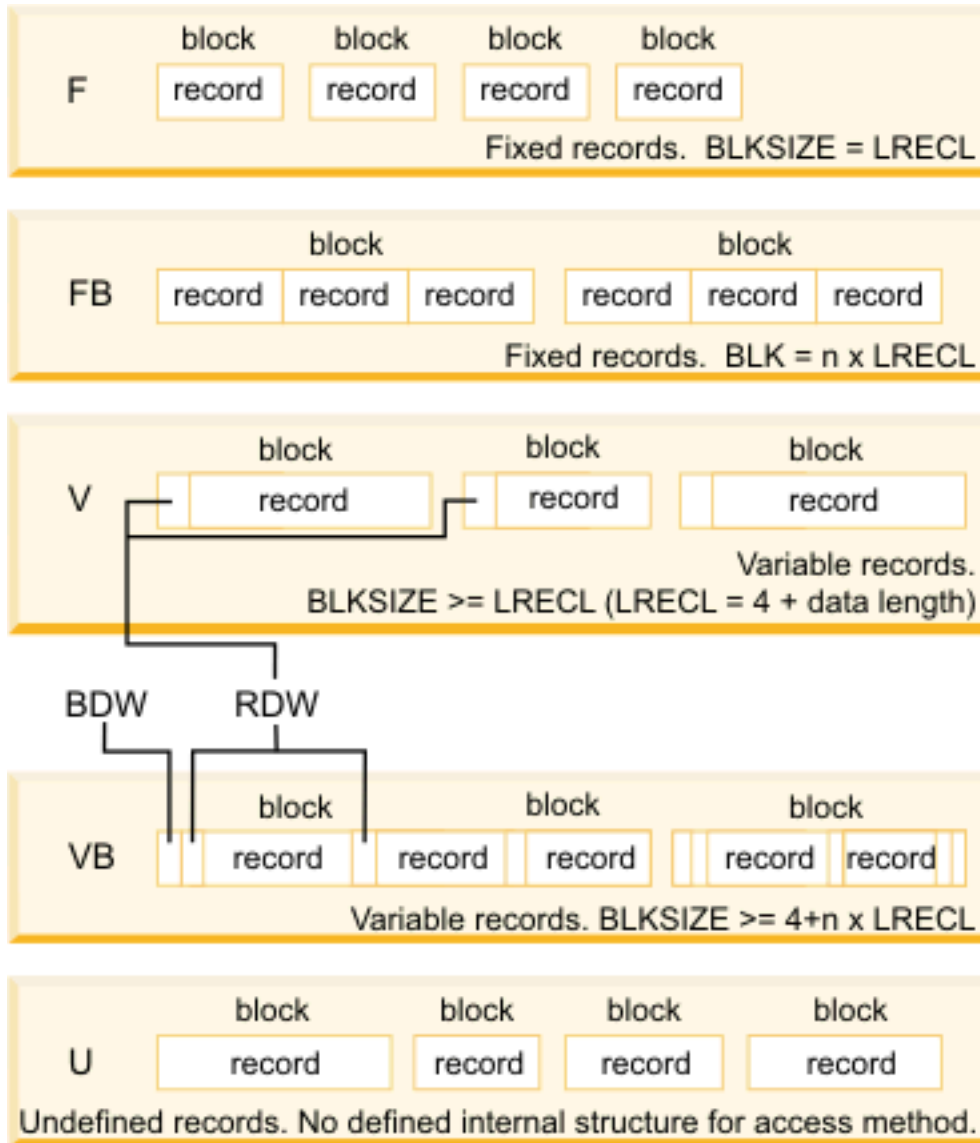 block block block block
F record record record record
Fixed records. BLKSIZE = LRECL
block block
FB record record record record record record
Fixed records. BLK = n x LRECL
block block block
V record record record
Variable records.
BLKSIZE >= LRECL (LRECL = 4 + data length)
BDW RDW
block block block
VB record record record record record
Variable records. BLKSIZE >= 4+n x LRECL
block block block block
U record record record record
Undefined records. No defined internal structure for access method.